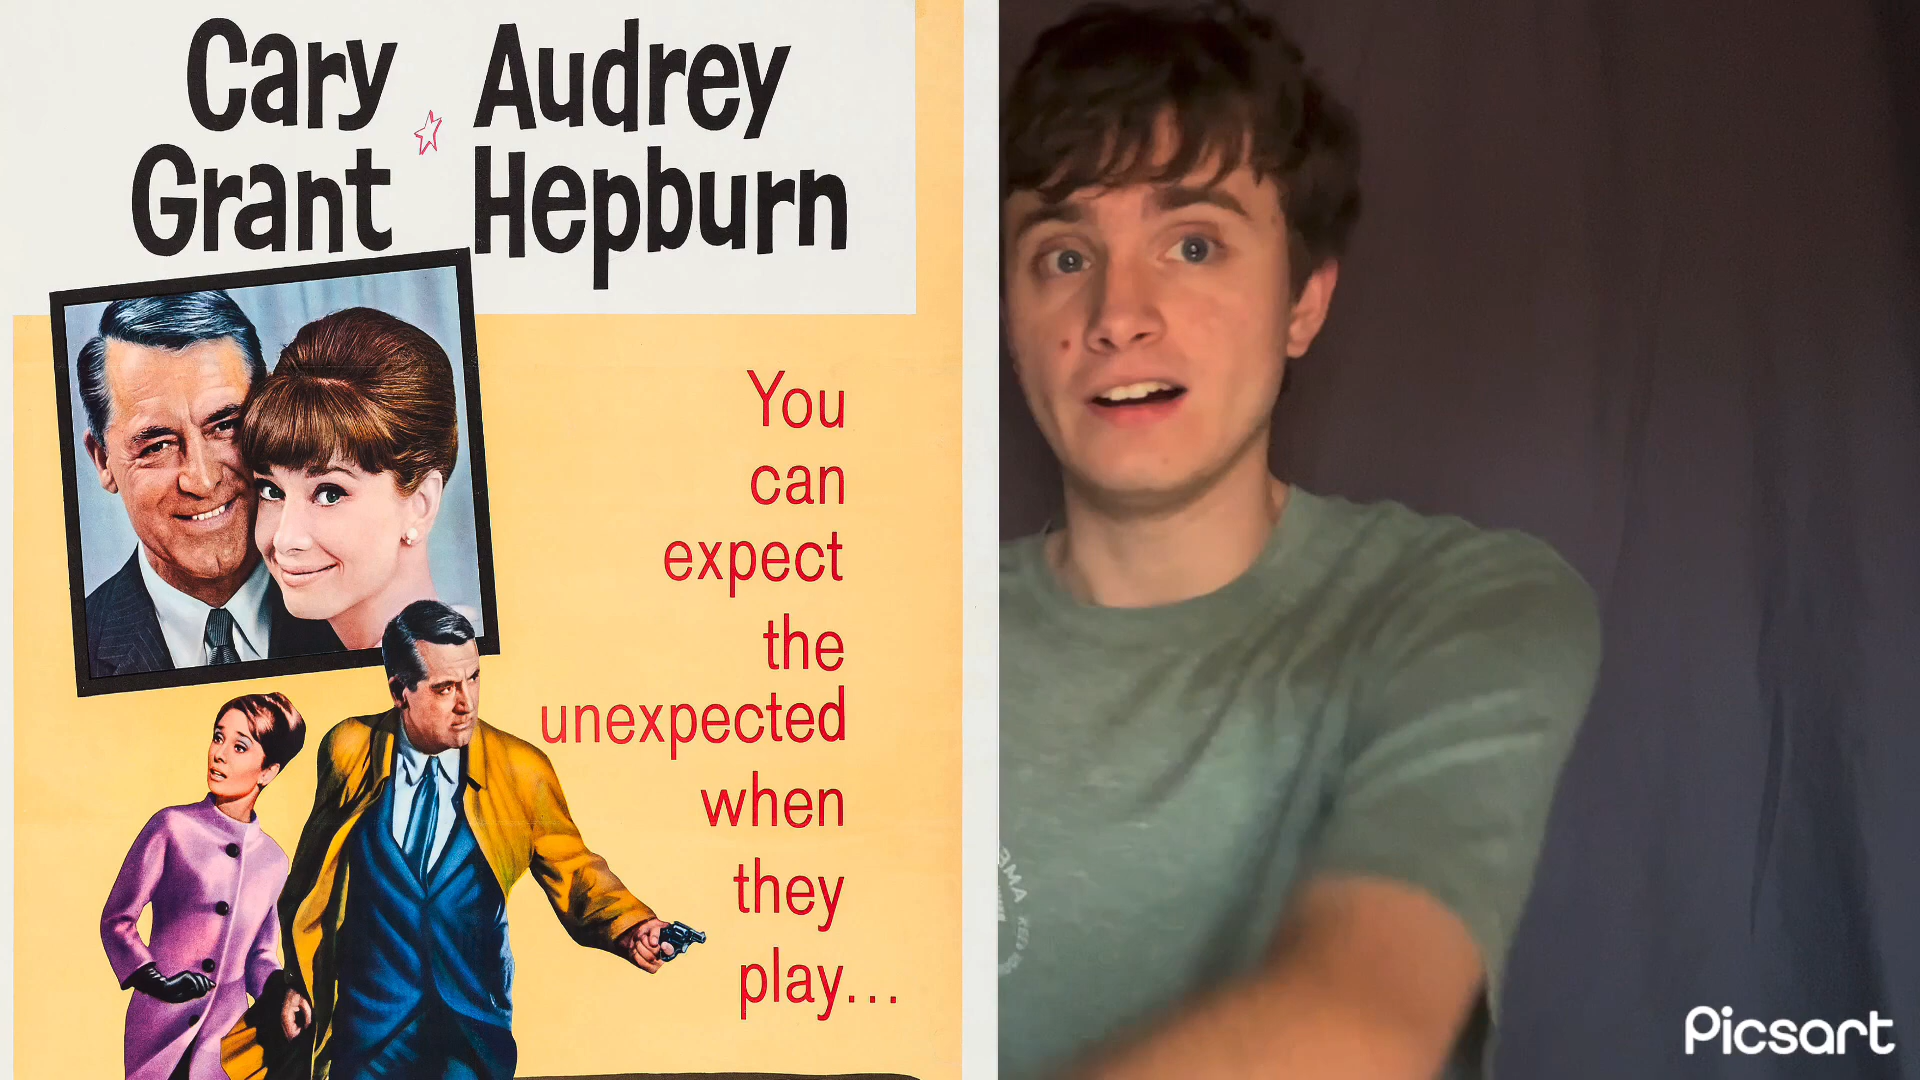 Cary Audrey
Grant Hepburn
You
can
expect
the
unexpected
when
they
play...
Picsart